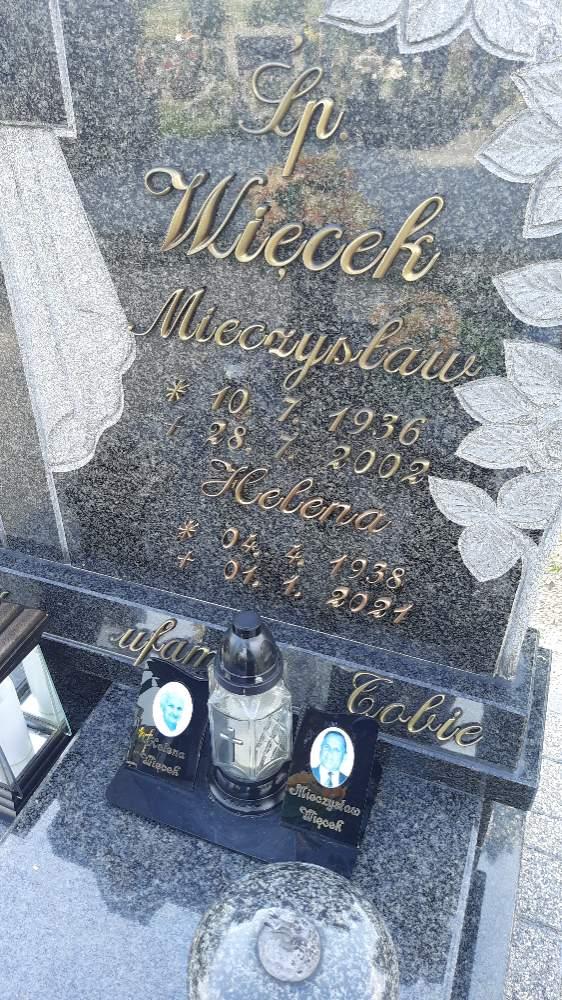 Śp.
Więcek
Mieczysław
* 10. 7. 1936
+ 28. 7. 2002
Helena
* 04. 4. 1938
+ 01. 1. 2021
ufam Tobie
Helena
Więcek
Mieczysław
Więcek